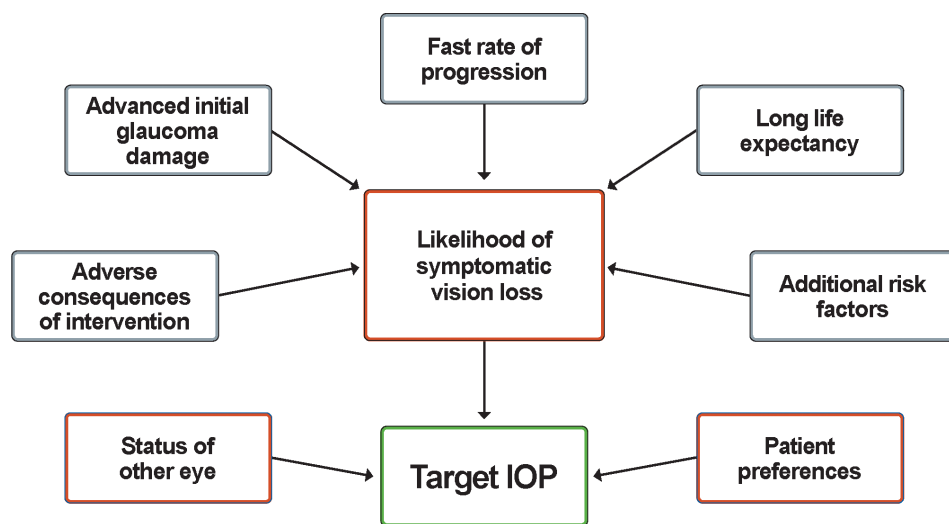 Fast rate of
progression
Advanced initial
glaucoma
damage
Long life
expectancy
Likelihood of
symptomatic
vision loss
Adverse
consequences
of intervention
Additional risk
factors
Status of
other eye
Target IOP
Patient
preferences